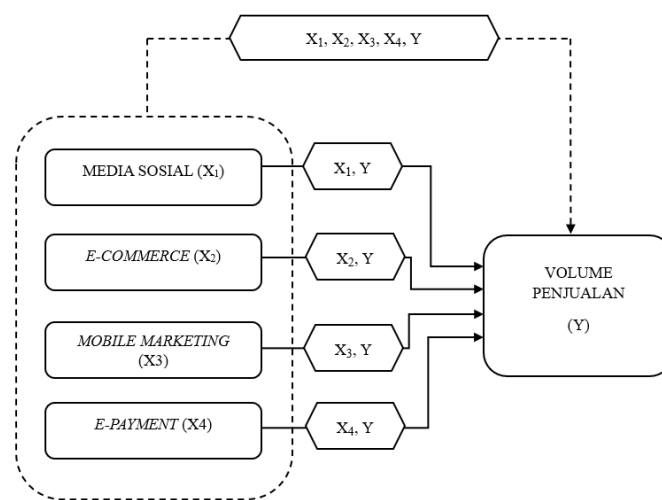 X₁, X₂, X₃, X₄, Y
MEDIA SOSIAL (X₁)
X₁, Y
E-COMMERCE (X₂)
X₂, Y
MOBILE MARKETING
(X3)
X₃, Y
E-PAYMENT (X4)
X₄, Y
VOLUME
PENJUALAN
(Y)